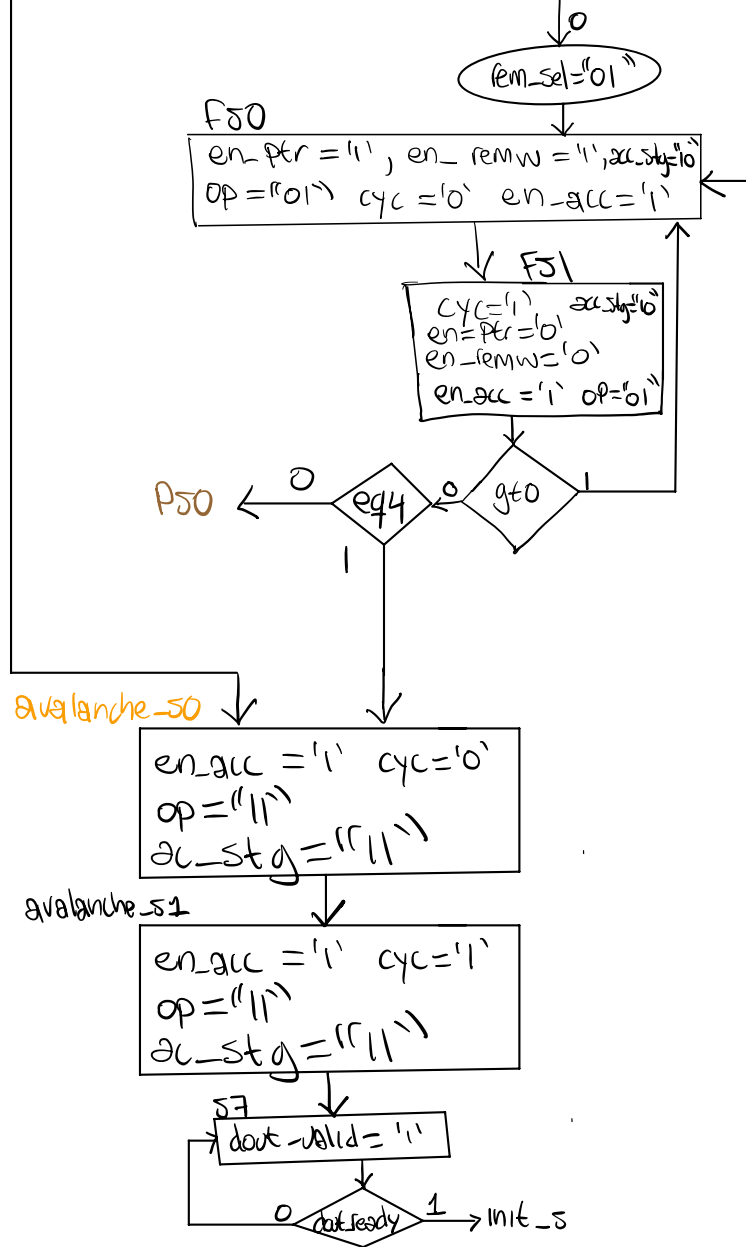 0
rem_sel="01"
FS0
en_ptr = '1', en_remw = '1', acc_stg="10"
op="01" cyc='0' en_acc='1'
FS1
cyc='1' acc_stg="10"
en_ptr='0'
en_remw='0'
en_acc='1' op="01"
0
0
1
PS0
eq4
gt0
1
avalanche_s0
en_acc='1' cyc='0'
op="11"
ac_stg="11"
avalanche_s1
en_acc='1' cyc='1'
op="11"
ac_stg="11"
S7
dout_valid='1'
0
dout_ready
1
init_s